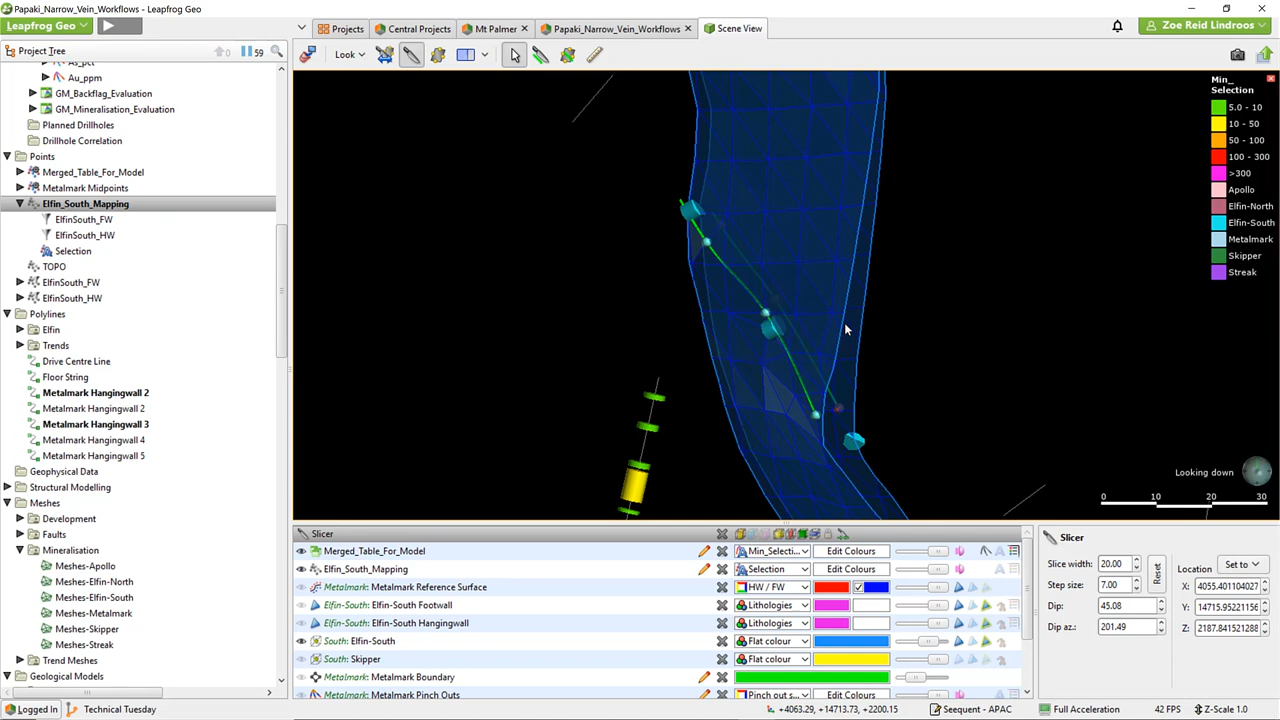 Papaki_Narrow_Vein_Workflows - Leapfrog Geo
Leapfrog Geo
Projects
Central Projects
Mt Palmer
Papaki_Narrow_Vein_Workflows
Scene View
Zoe Reid Lindroos
Project Tree
0
59
Look
As_pct
Au_ppm
GM_Backflag_Evaluation
GM_Mineralisation_Evaluation
Planned Drillholes
Drillhole Correlation
Points
Merged_Table_For_Model
Metalmark Midpoints
Elfin_South_Mapping
ElfinSouth_FW
ElfinSouth_HW
Selection
TOPO
ElfinSouth_FW
ElfinSouth_HW
Polylines
Elfin
Trends
Drive Centre Line
Floor String
Metalmark Hangingwall 2
Metalmark Hangingwall 2
Metalmark Hangingwall 3
Metalmark Hangingwall 4
Metalmark Hangingwall 5
Geophysical Data
Structural Modelling
Meshes
Development
Faults
Mineralisation
Meshes-Apollo
Meshes-Elfin-North
Meshes-Elfin-South
Meshes-Metalmark
Meshes-Skipper
Meshes-Streak
Trend Meshes
Geological Models
Min_
Selection
5.0 - 10
10 - 50
50 - 100
100 - 300
>300
Apollo
Elfin-North
Elfin-South
Metalmark
Skipper
Streak
Looking down
0 10 20 30
Slicer
Merged_Table_For_Model Min_Selecti... Edit Colours
Elfin_South_Mapping Selection Edit Colours
Metalmark: Metalmark Reference Surface HW / FW
Elfin-South: Elfin-South Footwall Lithologies
Elfin-South: Elfin-South Hangingwall Lithologies
South: Elfin-South Flat colour
South: Skipper Flat colour
Metalmark: Metalmark Boundary
Metalmark: Metalmark Pinch Outs Pinch out s... Edit Colours
Slicer
Slice width: 20.00
Step size: 7.00
Reset
Dip: 45.08
Dip az.: 201.49
Location Set to
X: 4055.401104027
Y: 14715.95221156
Z: 2187.841521288
Logged In
Technical Tuesday
+4063.29, +14713.73, +2200.15
Seequent - APAC
Full Acceleration
42 FPS
Z-Scale 1.0